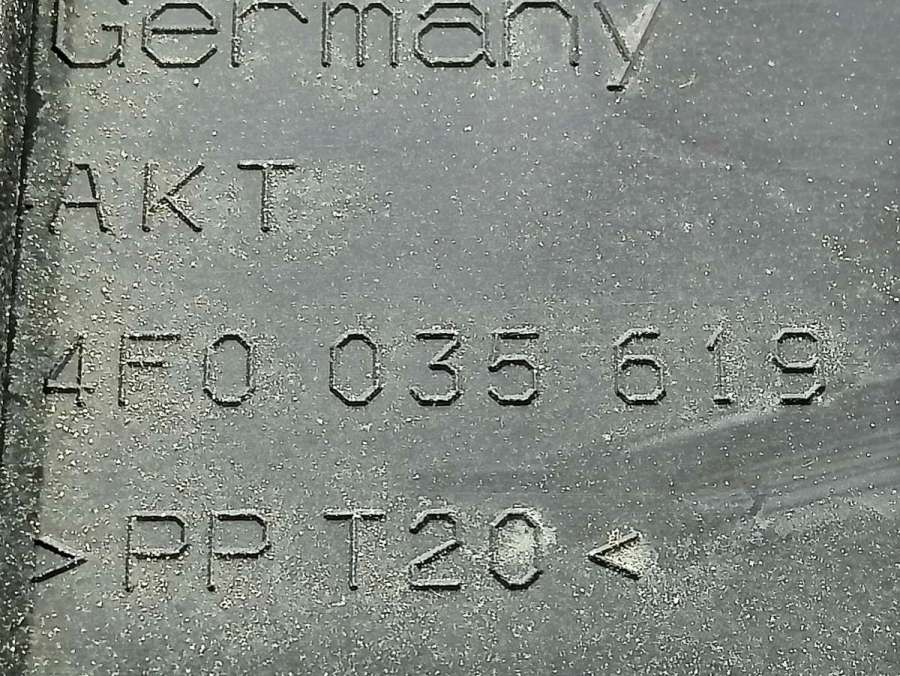 Germany
AKT
4F0 035 619
>PP T20<